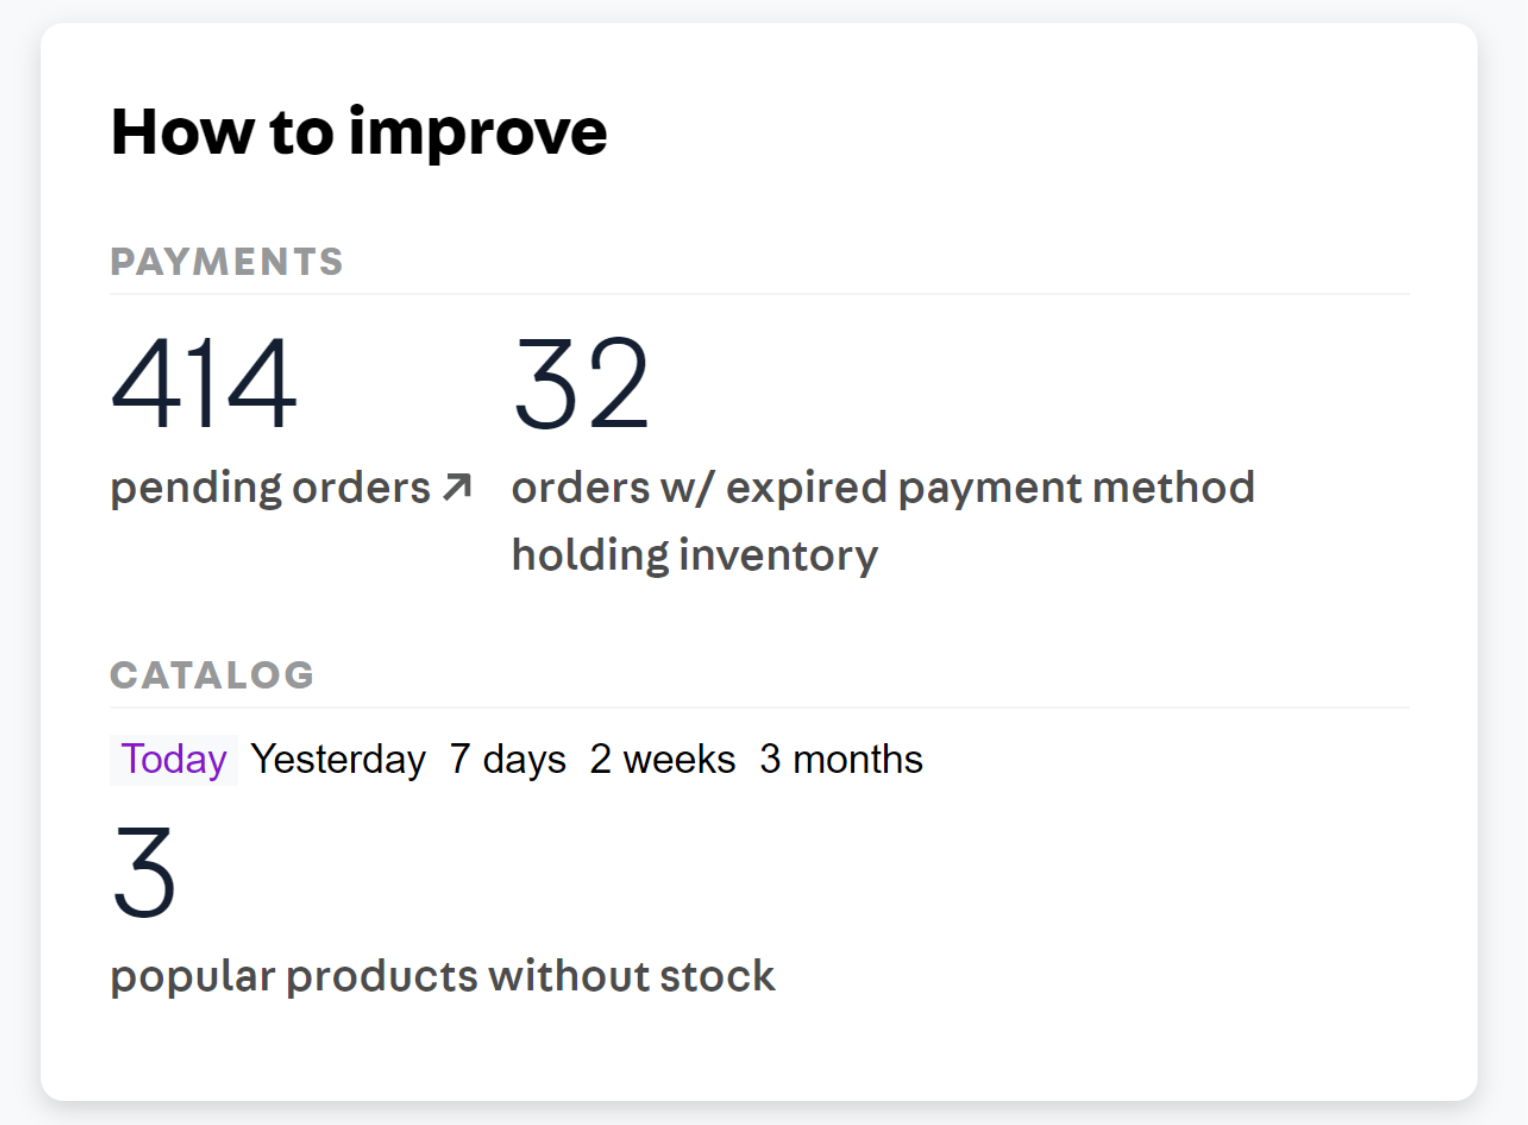 How to improve
PAYMENTS
414
pending orders ↗
32
orders w/ expired payment method
holding inventory
CATALOG
Today Yesterday 7 days 2 weeks 3 months
3
popular products without stock